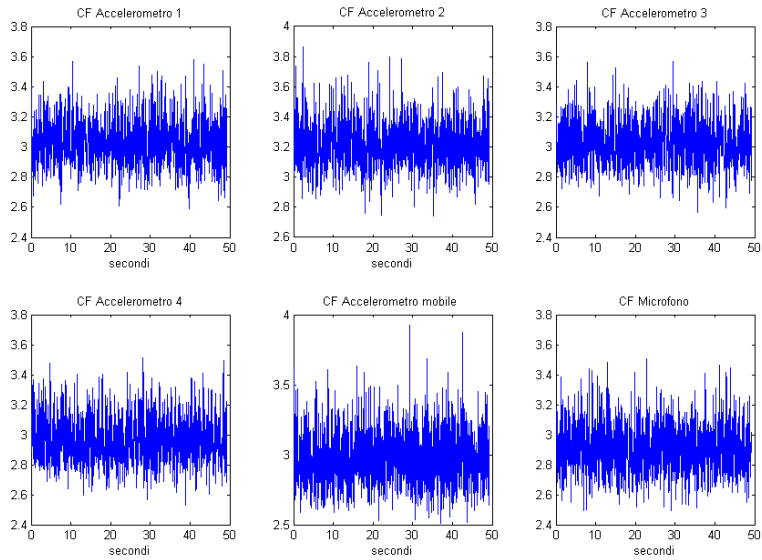 CF Accelerometro 1
3.8
3.6
3.4
3.2
3
2.8
2.6
2.4
0 10 20 30 40 50
secondi
CF Accelerometro 2
4
3.8
3.6
3.4
3.2
3
2.8
2.6
0 10 20 30 40 50
secondi
CF Accelerometro 3
3.8
3.6
3.4
3.2
3
2.8
2.6
2.4
0 10 20 30 40 50
secondi
CF Accelerometro 4
3.8
3.6
3.4
3.2
3
2.8
2.6
2.4
0 10 20 30 40 50
secondi
CF Accelerometro mobile
4
3.5
3
2.5
0 10 20 30 40 50
secondi
CF Microfono
3.8
3.6
3.4
3.2
3
2.8
2.6
2.4
0 10 20 30 40 50
secondi